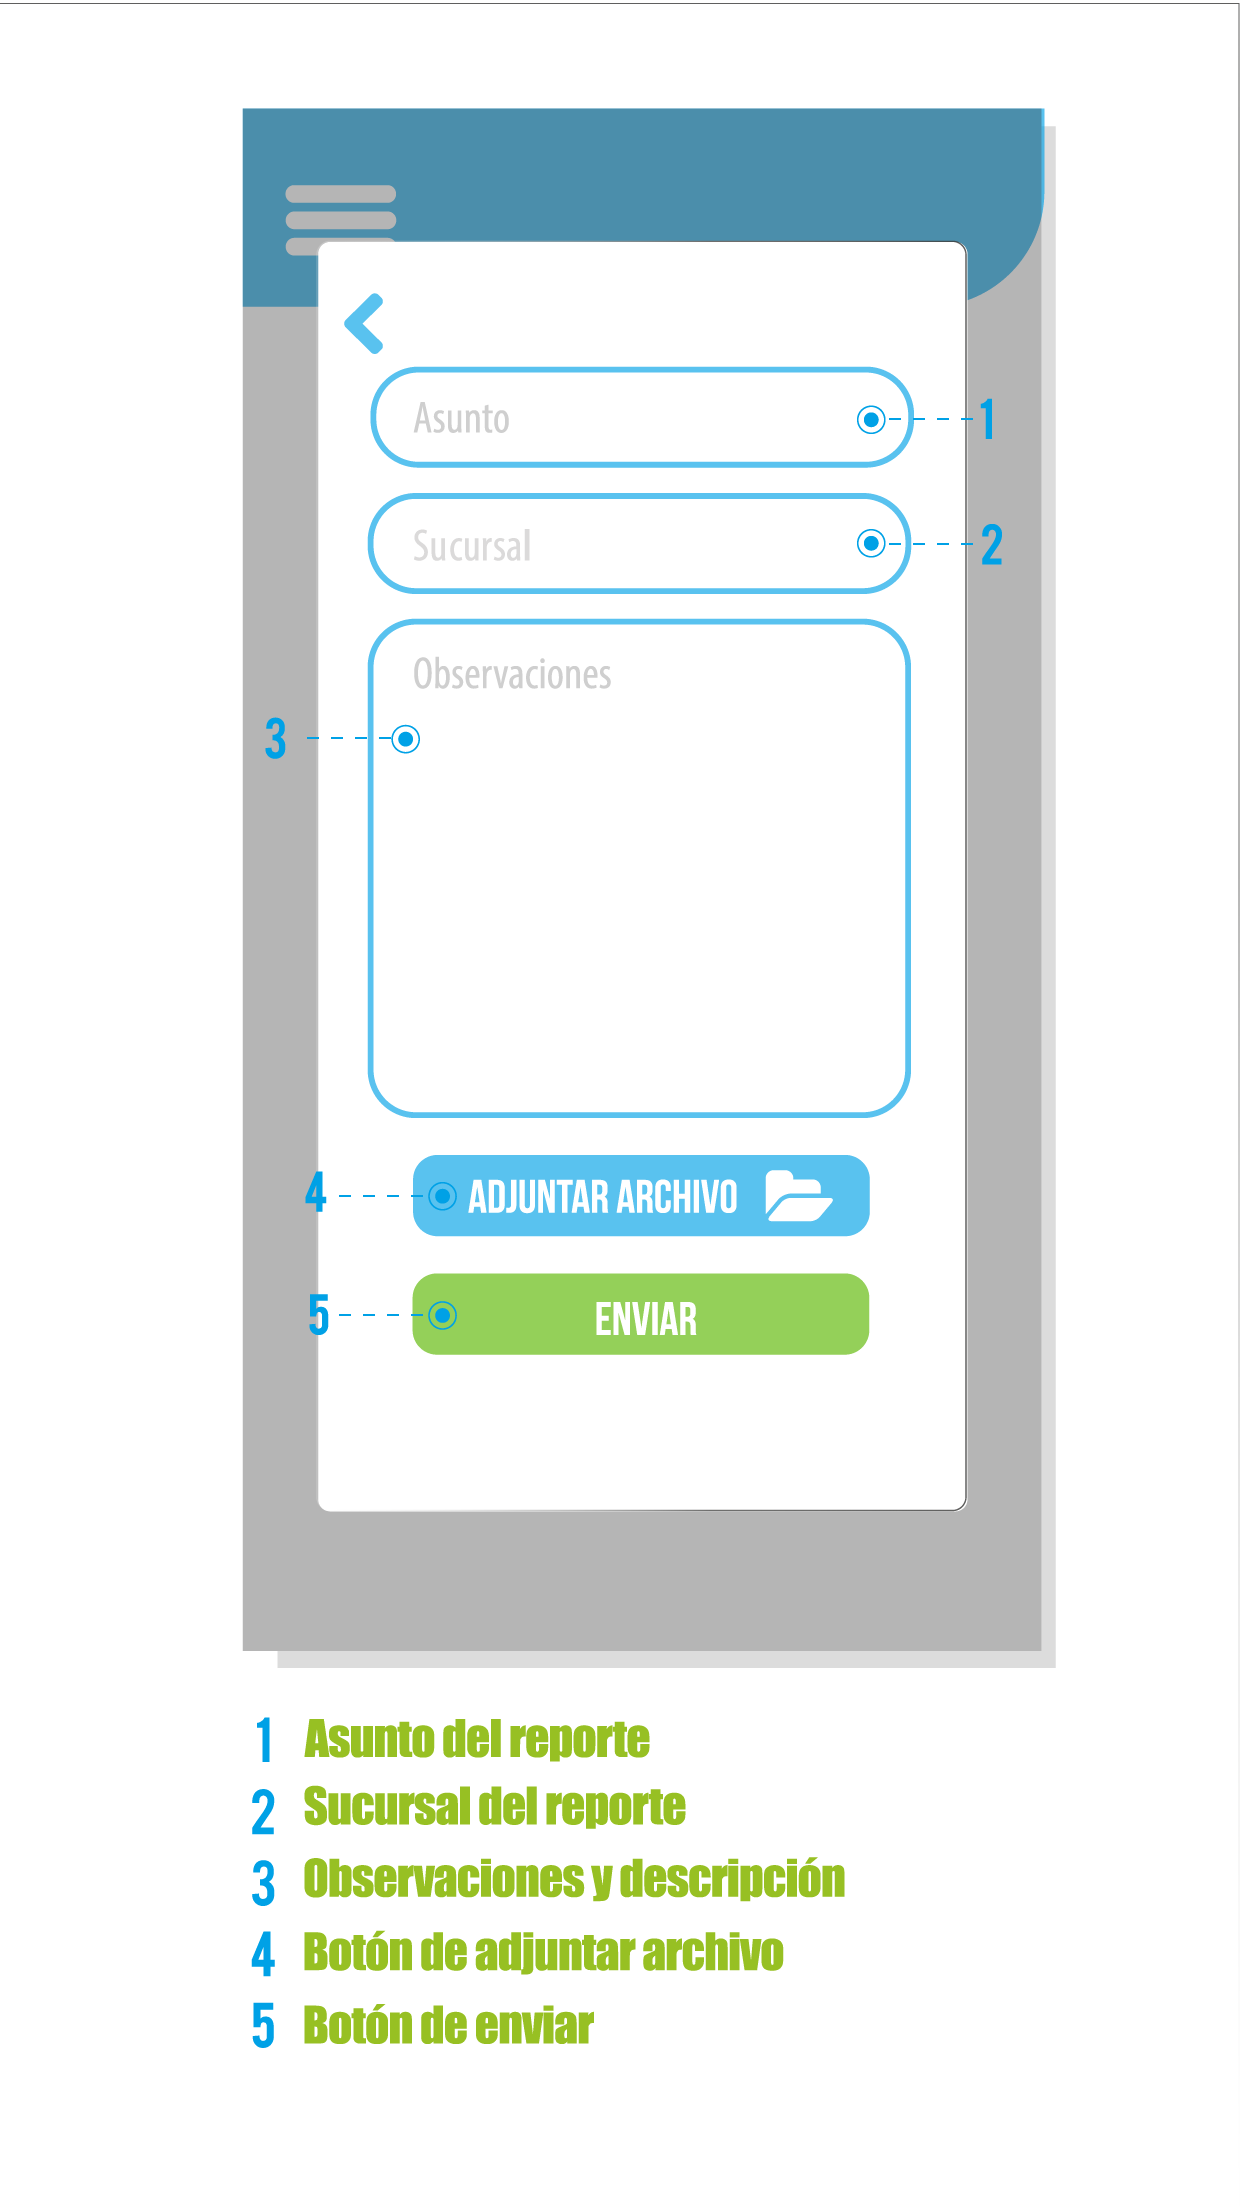 Asunto
1
Sucursal
2
Observaciones
3
4
ADJUNTAR ARCHIVO
5
ENVIAR
1 Asunto del reporte
2 Sucursal del reporte
3 Observaciones y descripción
4 Botón de adjuntar archivo
5 Botón de enviar